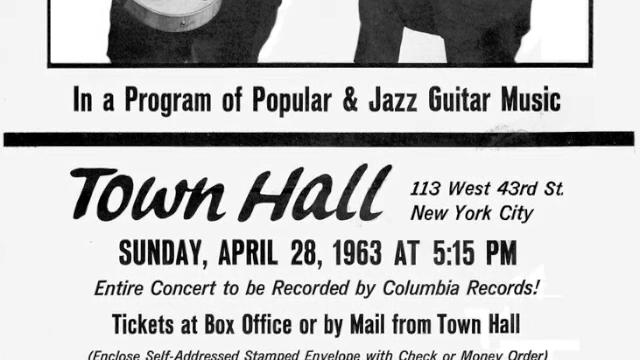 In a Program of Popular & Jazz Guitar Music
Town Hall
113 West 43rd St.
New York City
SUNDAY, APRIL 28, 1963 AT 5:15 PM
Entire Concert to be Recorded by Columbia Records!
Tickets at Box Office or by Mail from Town Hall
(Enclose Self-Addressed Stamped Envelope with Check or Money Order)